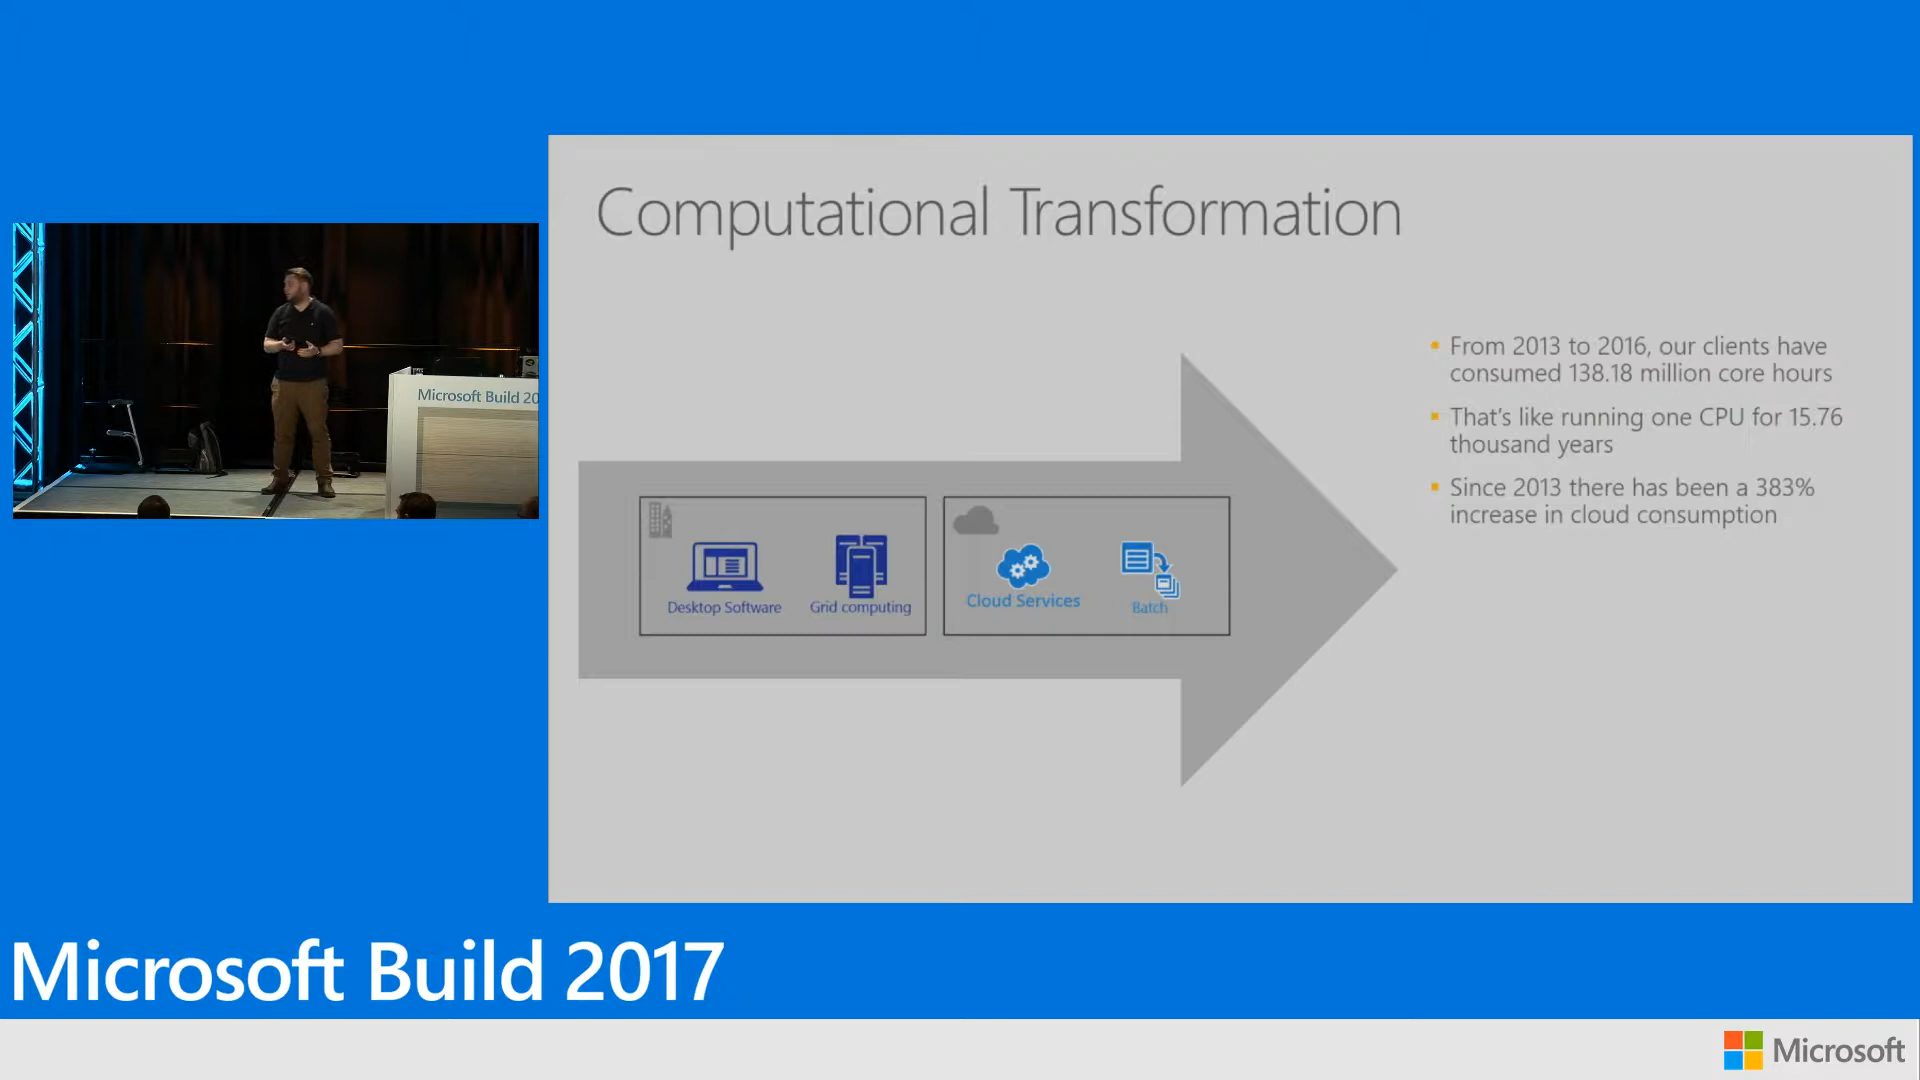 Computational Transformation
Microsoft Build 20
From 2013 to 2016, our clients have
consumed 138.18 million core hours
That's like running one CPU for 15.76
thousand years
Since 2013 there has been a 383%
increase in cloud consumption
Desktop Software
Grid computing
Cloud Services
Batch
Microsoft Build 2017
Microsoft